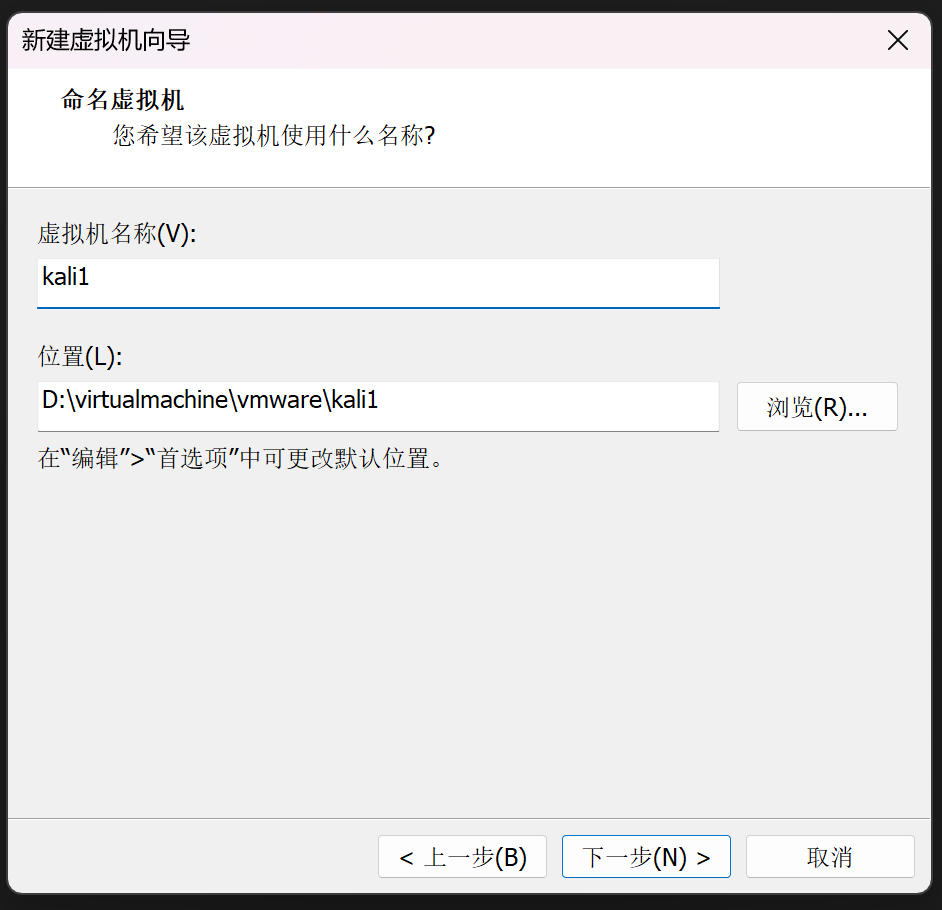 新建虚拟机向导
命名虚拟机
您希望该虚拟机使用什么名称?
虚拟机名称(V):
kali1
位置(L):
D:\virtualmachine\vmware\kali1
浏览(R)...
在“编辑”>“首选项”中可更改默认位置。
< 上一步(B)
下一步(N) >
取消